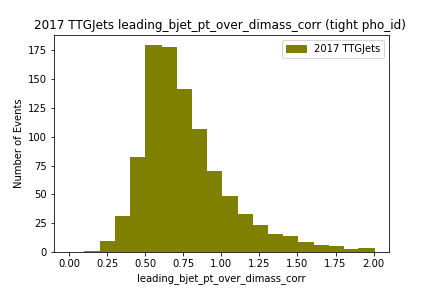 2017 TTGJets leading_bjet_pt_over_dimass_corr (tight pho_id)
2017 TTGJets
Number of Events
175
150
125
100
75
50
25
0
0.00 0.25 0.50 0.75 1.00 1.25 1.50 1.75 2.00
leading_bjet_pt_over_dimass_corr